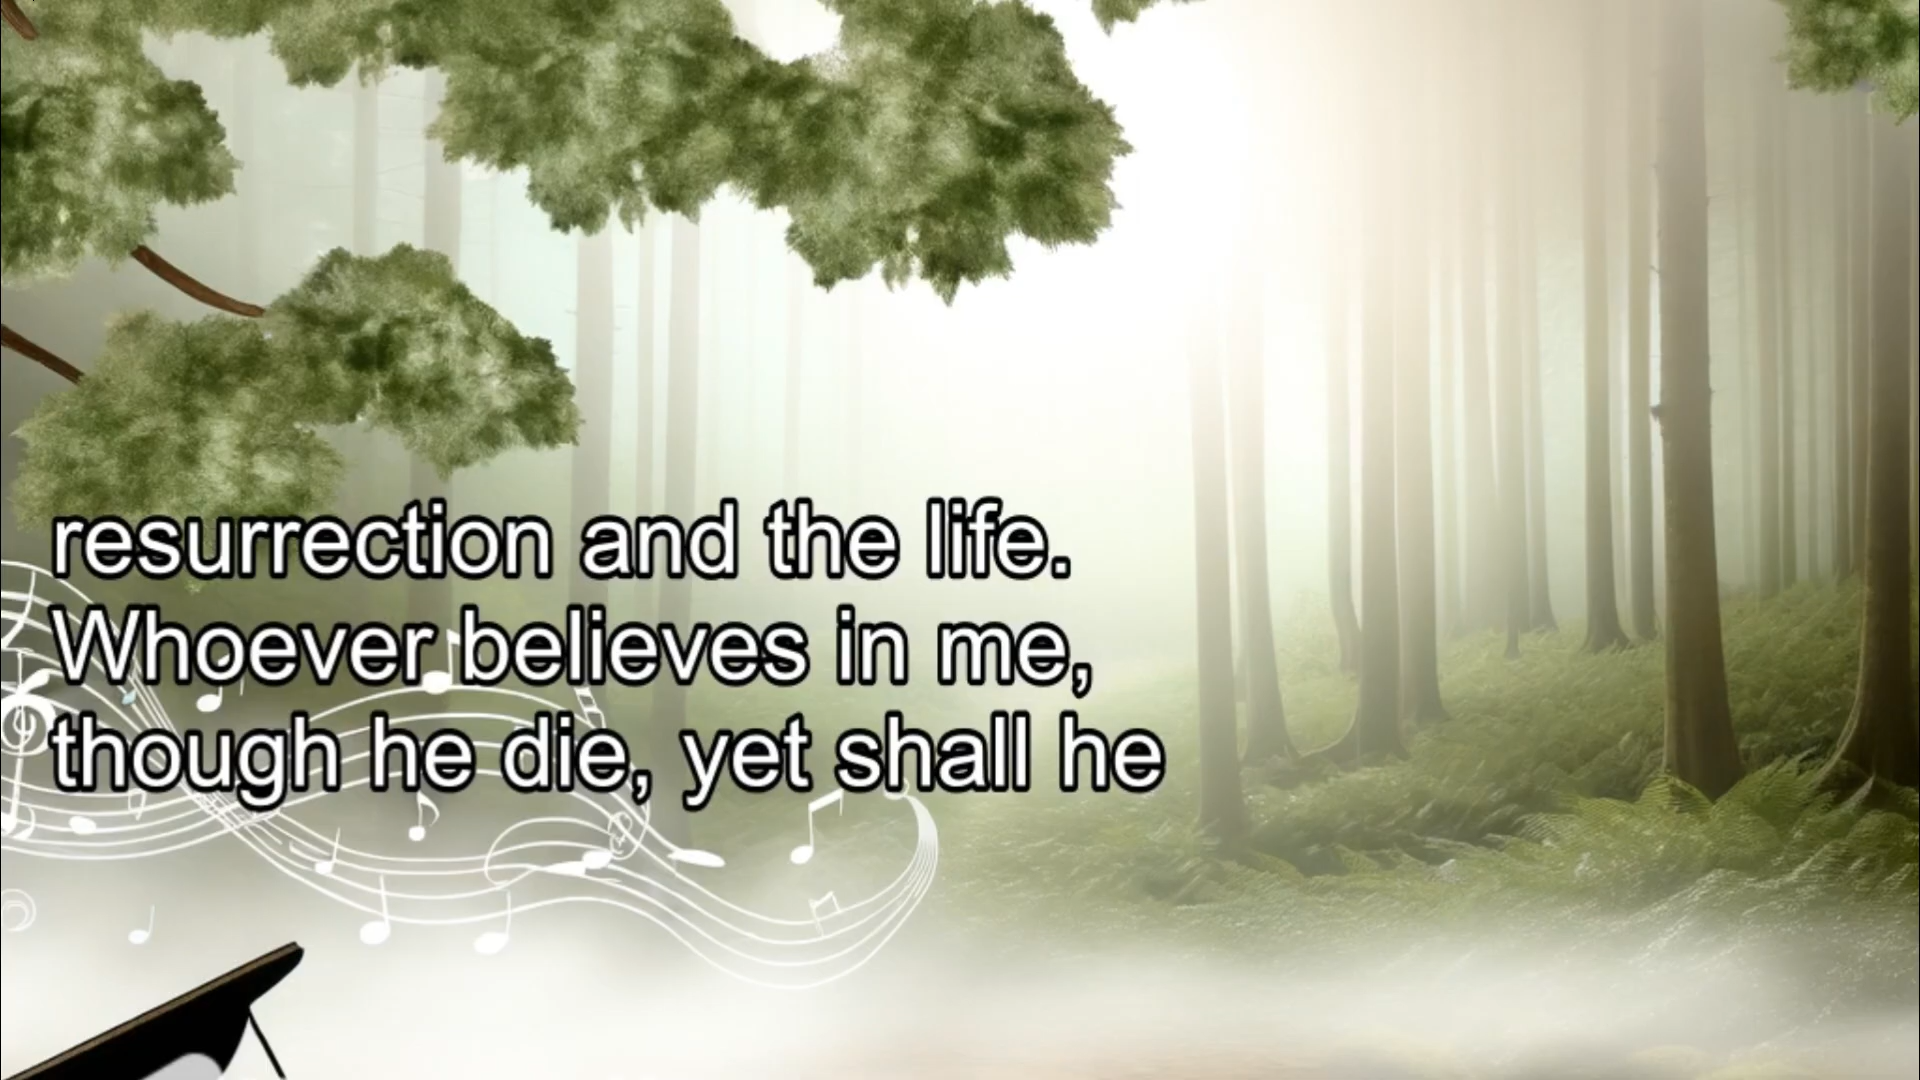 resurrection and the life.
Whoever believes in me,
though he die, yet shall he